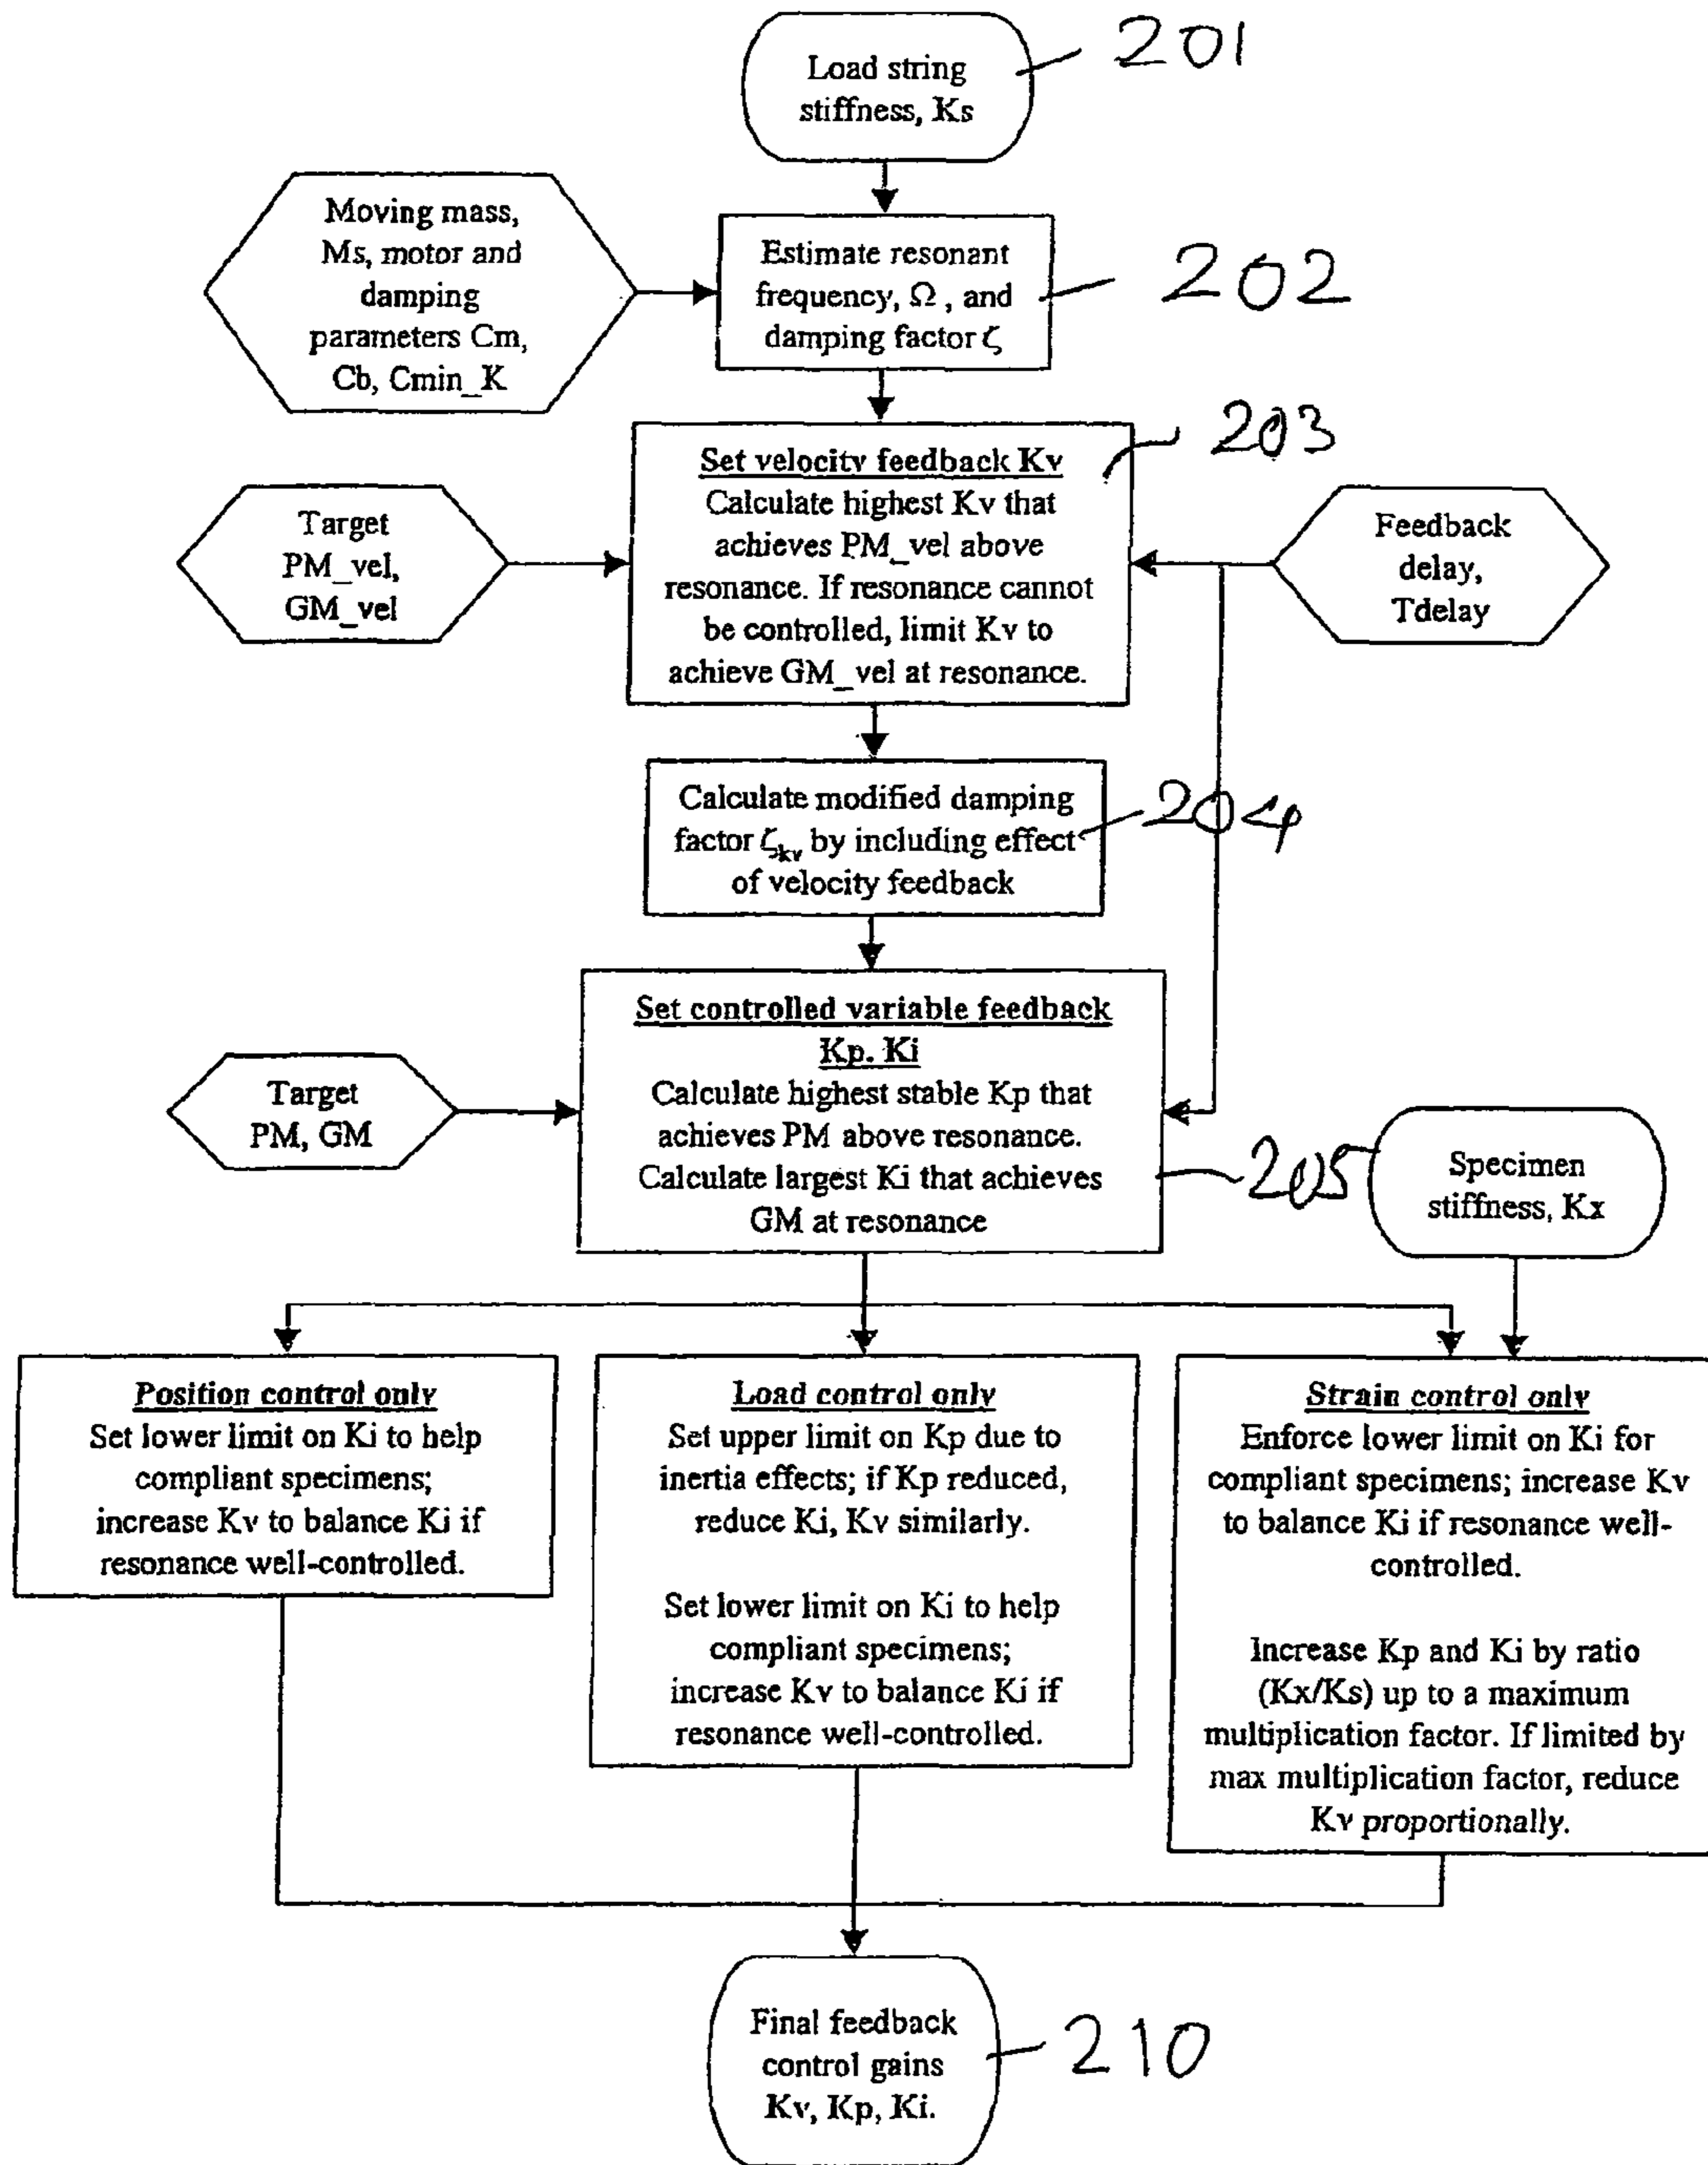 Load string
stiffness, Ks
201
Moving mass,
Ms, motor and
damping
parameters Cm,
Cb, Cmin_K
Estimate resonant
frequency, Ω , and
damping factor ζ
202
Set velocity feedback Kv
Calculate highest Kv that
achieves PM_vel above
resonance. If resonance cannot
be controlled, limit Kv to
achieve GM_vel at resonance.
203
Target
PM_vel,
GM_vel
Feedback
delay,
Tdelay
Calculate modified damping
factor ζkv by including effect
of velocity feedback
204
Set controlled variable feedback
Kp. Ki
Calculate highest stable Kp that
achieves PM above resonance.
Calculate largest Ki that achieves
GM at resonance
205
Target
PM, GM
Specimen
stiffness, Kx
Position control only
Set lower limit on Ki to help
compliant specimens;
increase Kv to balance Ki if
resonance well-controlled.
Load control only
Set upper limit on Kp due to
inertia effects; if Kp reduced,
reduce Ki, Kv similarly.
Set lower limit on Ki to help
compliant specimens;
increase Kv to balance Ki if
resonance well-controlled.
Strain control only
Enforce lower limit on Ki for
compliant specimens; increase Kv
to balance Ki if resonance well-
controlled.
Increase Kp and Ki by ratio
(Kx/Ks) up to a maximum
multiplication factor. If limited by
max multiplication factor, reduce
Kv proportionally.
Final feedback
control gains
Kv, Kp, Ki.
210